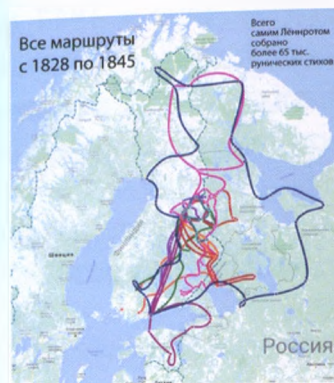 Все маршруты
с 1828 по 1845
Всего
самим Лённротом
собрано
более 65 тыс.
рунических стихов
Швеция
Россия